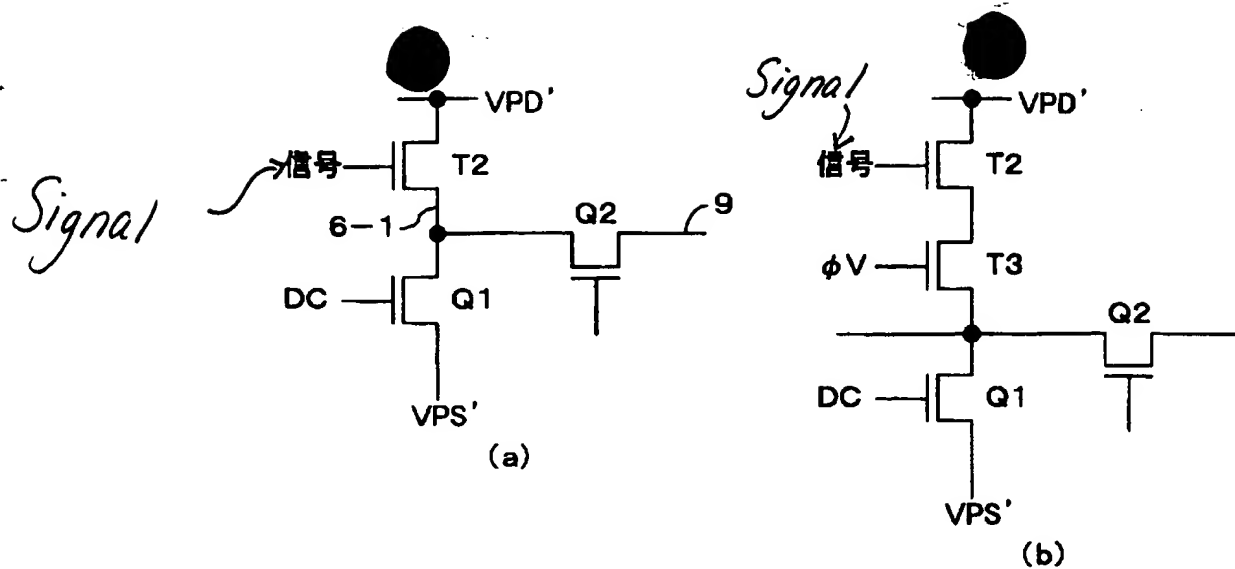 VPD'
信号
T2
Signal
6-1
Q2
9
DC
Q1
VPS'
(a)
Signal
VPD'
信号
T2
φV
T3
Q2
DC
Q1
VPS'
(b)